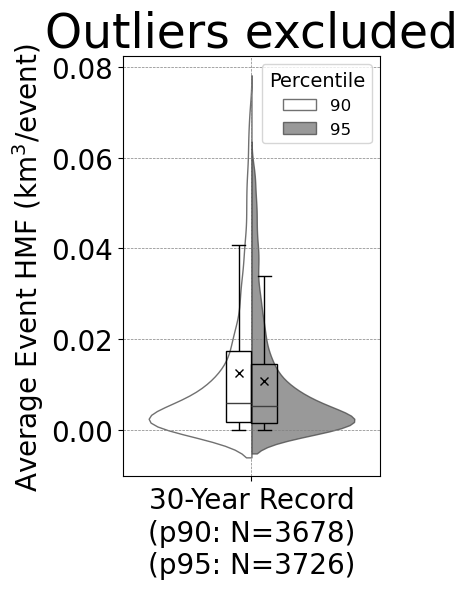 Outliers excluded
Average Event HMF (km³/event)
0.08
0.06
0.04
0.02
0.00
Percentile
90
95
30-Year Record
(p90: N=3678)
(p95: N=3726)